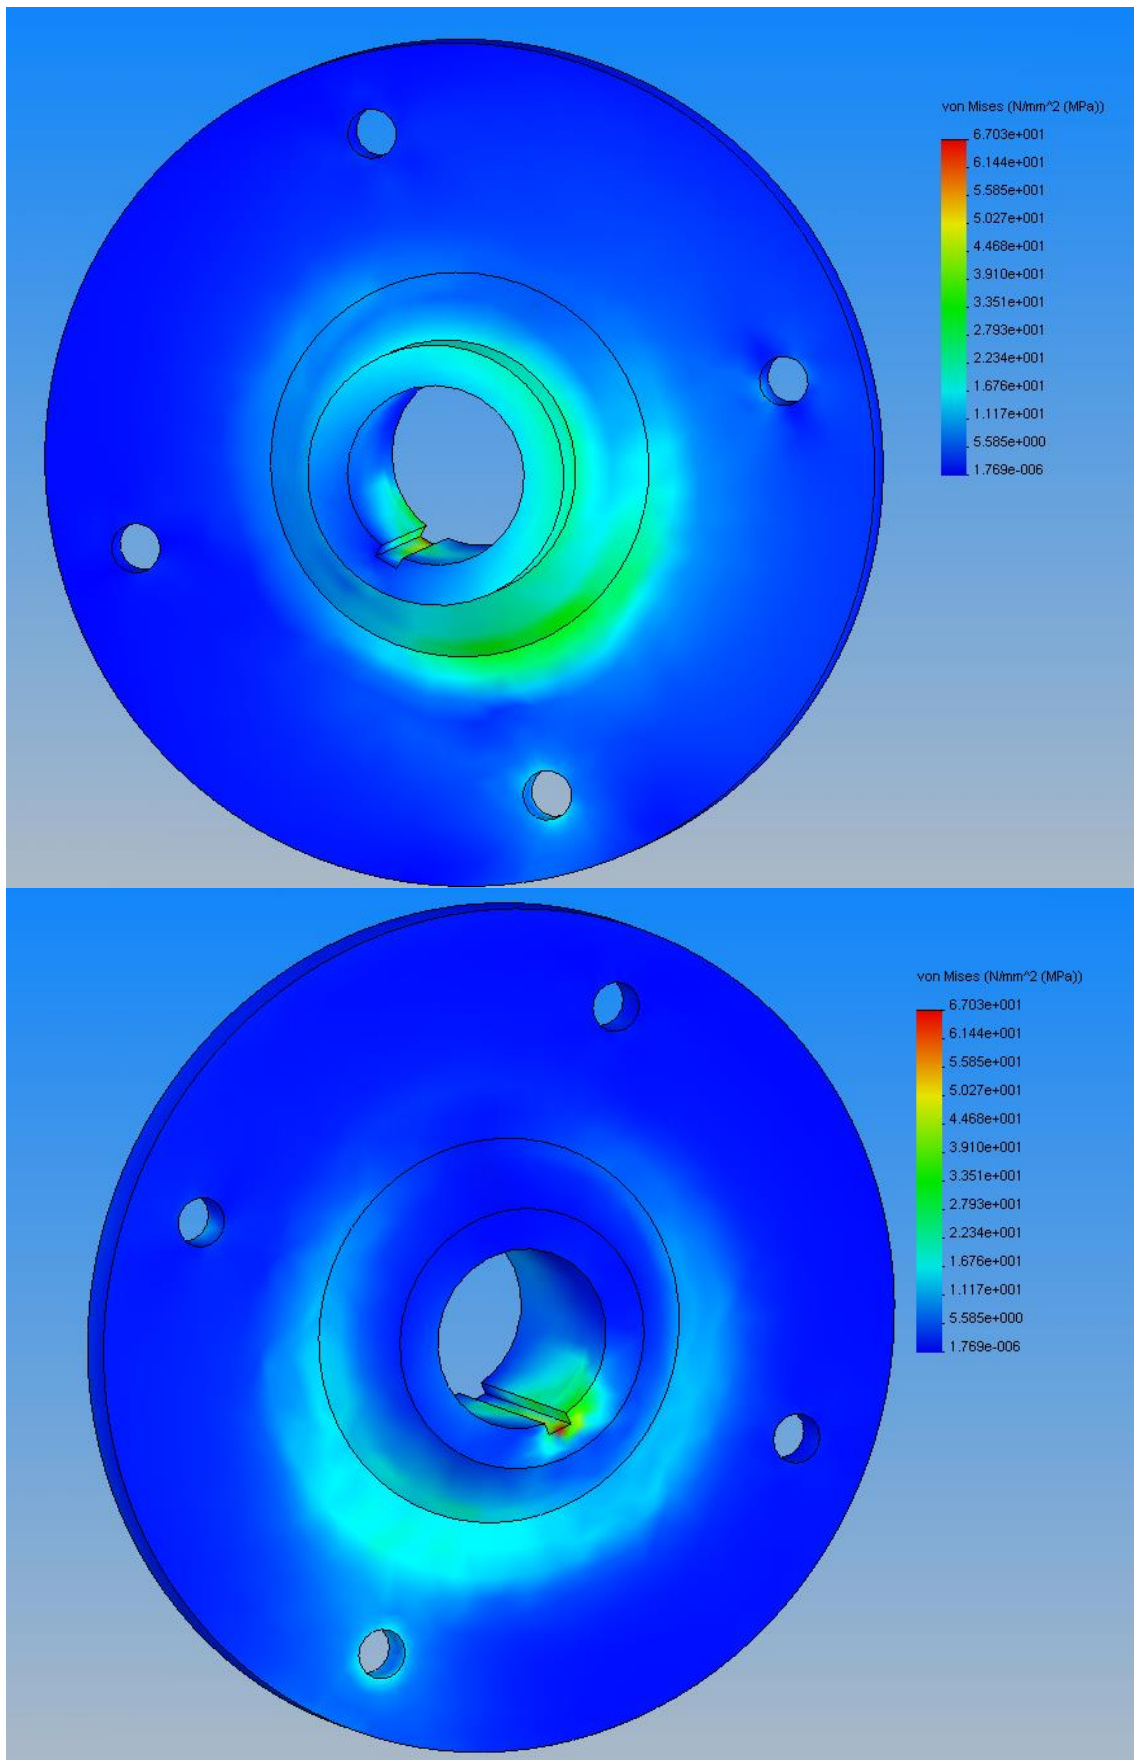 von Mises (N/mm^2 (MPa))
6.703e+001
6.144e+001
5.585e+001
5.027e+001
4.468e+001
3.910e+001
3.351e+001
2.793e+001
2.234e+001
1.676e+001
1.117e+001
5.585e+000
1.769e-006
von Mises (N/mm^2 (MPa))
6.703e+001
6.144e+001
5.585e+001
5.027e+001
4.468e+001
3.910e+001
3.351e+001
2.793e+001
2.234e+001
1.676e+001
1.117e+001
5.585e+000
1.769e-006